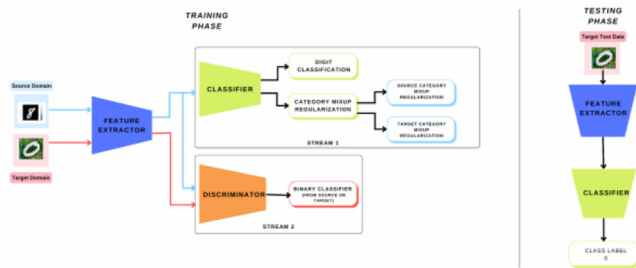 TRAINING
PHASE
Source Domain
Target Domain
FEATURE
EXTRACTOR
CLASSIFIER
DIGIT
CLASSIFICATION
CATEGORY MIXUP
REGULARIZATION
SOURCE CATEGORY
MIXUP
REGULARIZATION
TARGET CATEGORY
MIXUP
REGULARIZATION
STREAM 1
DISCRIMINATOR
BINARY CLASSIFIER
(FROM SOURCE OR
TARGET)
STREAM 2
TESTING
PHASE
Target Test Data
FEATURE
EXTRACTOR
CLASSIFIER
CLASS LABEL
0